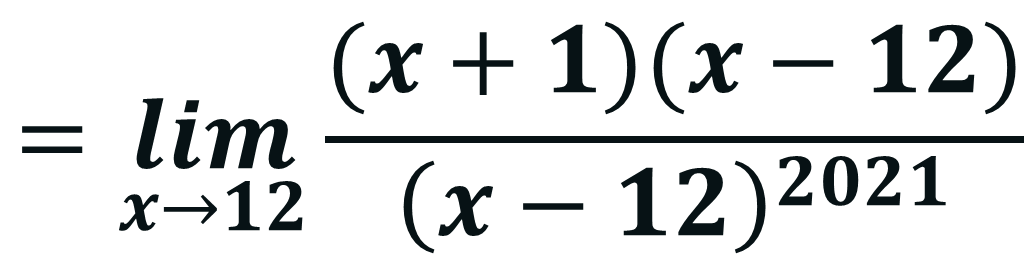 = lim x→12 (x + 1)(x − 12) / (x − 12)^2021